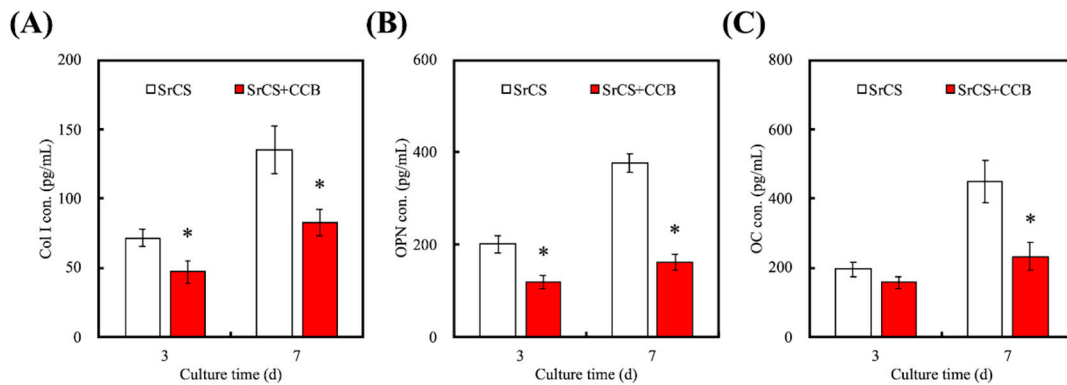 (A)
(B)
(C)
200
150
100
50
0
Col I con. (pg/mL)
SrCS
SrCS+CCB
*
*
3
7
Culture time (d)
600
400
200
0
OPN con. (pg/mL)
SrCS
SrCS+CCB
*
*
3
7
Culture time (d)
800
600
400
200
0
OC con. (pg/mL)
SrCS
SrCS+CCB
*
3
7
Culture time (d)